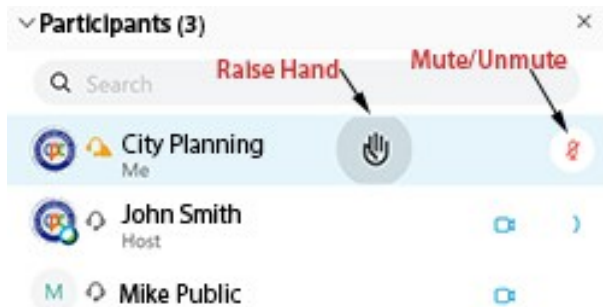 Participants (3)
Search
Raise Hand
Mute/Unmute
City Planning
Me
John Smith
Host
M
Mike Public